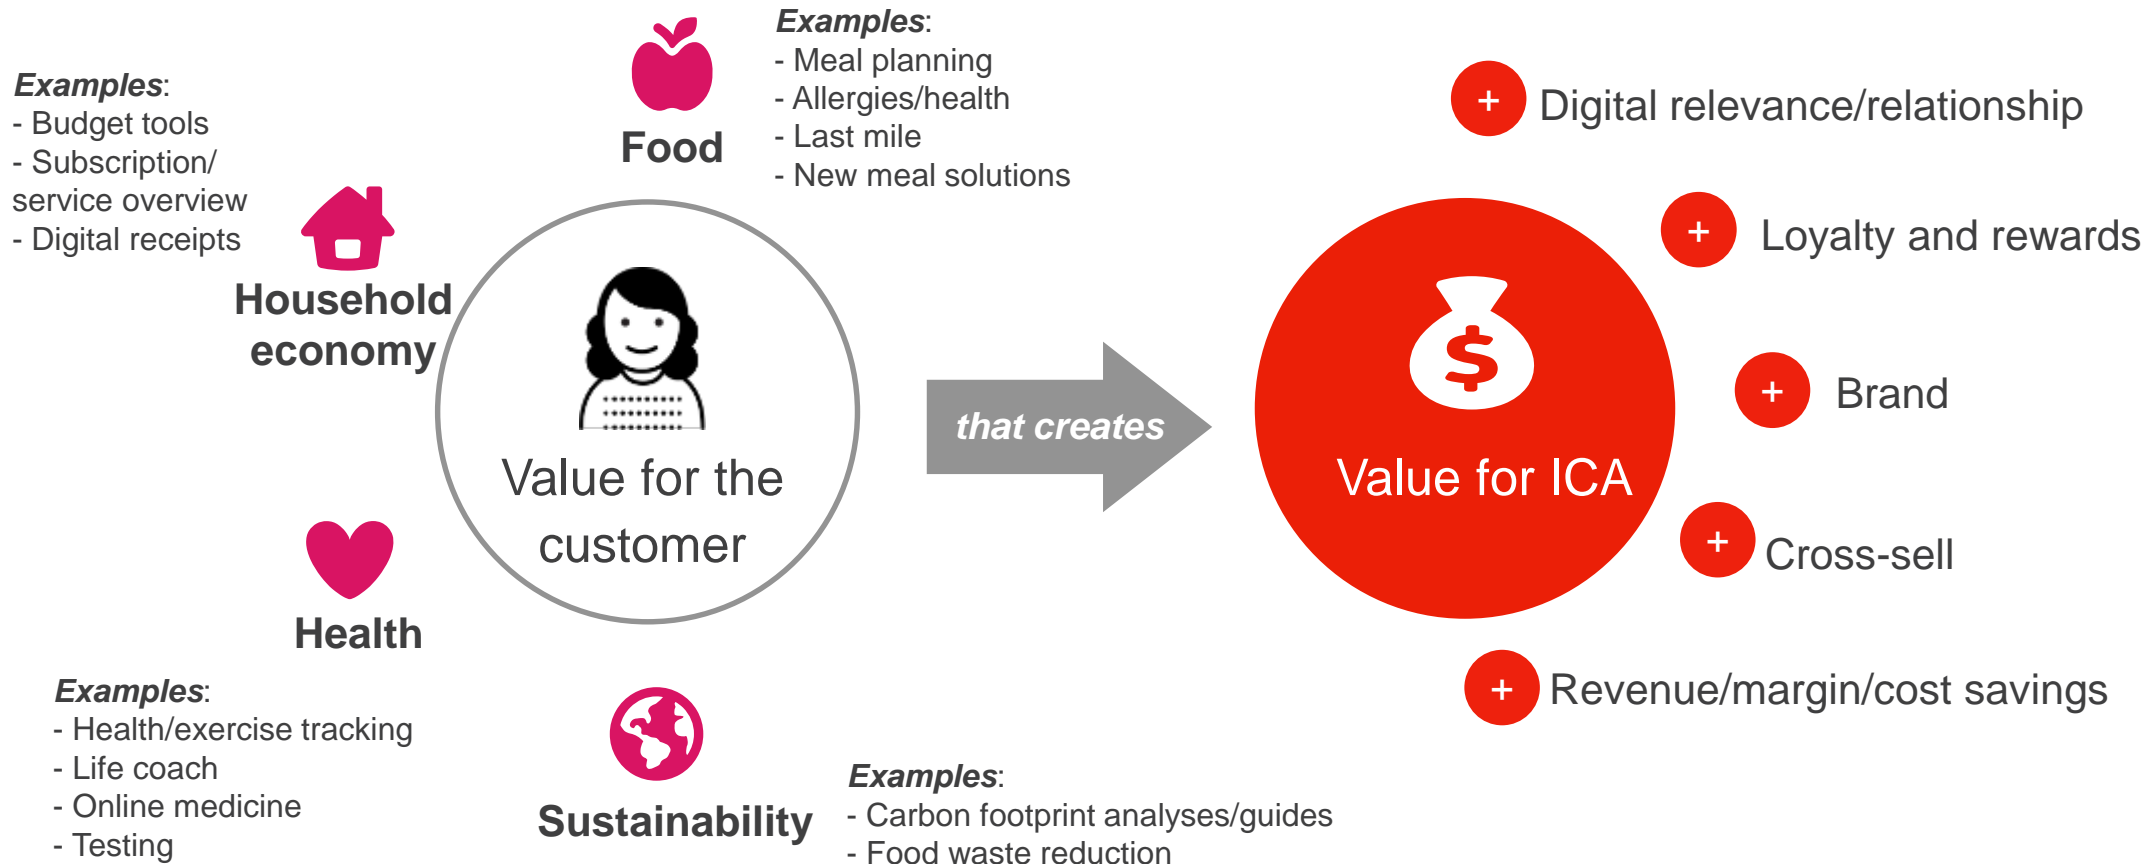 Examples:
- Budget tools
- Subscription/
service overview
- Digital receipts
Household
economy
Food
Examples:
- Meal planning
- Allergies/health
- Last mile
- New meal solutions
Value for the
customer
Health
Examples:
- Health/exercise tracking
- Life coach
- Online medicine
- Testing
Sustainability
Examples:
- Carbon footprint analyses/guides
- Food waste reduction
that creates
$
Value for ICA
+ Digital relevance/relationship
+ Loyalty and rewards
+ Brand
+ Cross-sell
+ Revenue/margin/cost savings